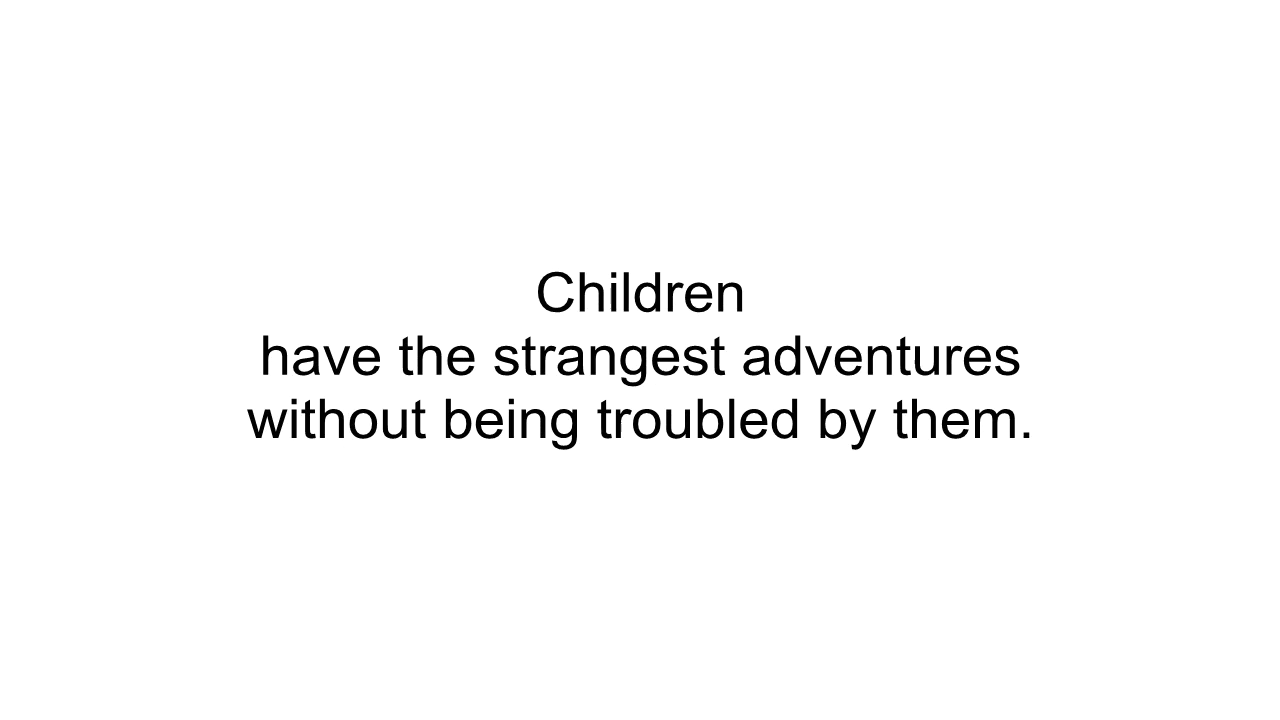 Children
have the strangest adventures
without being troubled by them.